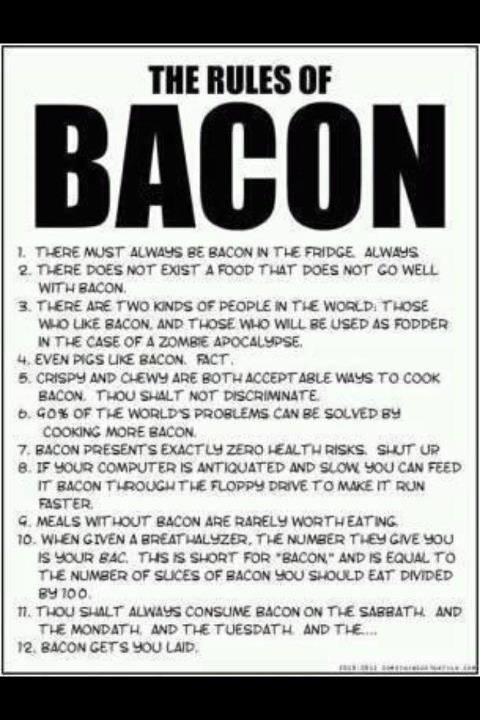 THE RULES OF
BACON
1. THERE MUST ALWAYS BE BACON IN THE FRIDGE. ALWAYS.
2. THERE DOES NOT EXIST A FOOD THAT DOES NOT GO WELL
WITH BACON.
3. THERE ARE TWO KINDS OF PEOPLE IN THE WORLD: THOSE
WHO LIKE BACON, AND THOSE WHO WILL BE USED AS FODDER
IN THE CASE OF A ZOMBIE APOCALYPSE.
4. EVEN PIGS LIKE BACON. FACT.
5. CRISPY AND CHEWY ARE BOTH ACCEPTABLE WAYS TO COOK
BACON. THOU SHALT NOT DISCRIMNATE.
6. 90% OF THE WORLD'S PROBLEMS CAN BE SOLVED BY
COOKING MORE BACON.
7. BACON PRESENT'S EXACTLY ZERO HEALTH RISKS. SHUT UP
8. IF YOUR COMPUTER IS ANTIQUATED AND SLOW, YOU CAN FEED
IT BACON THROUGH THE FLOPPY DRIVE TO MAKE IT RUN
FASTER.
9. MEALS WITHOUT BACON ARE RARELY WORTH EATING.
10. WHEN GIVEN A BREATHALYZER, THE NUMBER THEY GIVE YOU
IS YOUR BAC. THIS IS SHORT FOR "BACON," AND IS EQUAL TO
THE NUMBER OF SLICES OF BACON YOU SHOULD EAT DIVIDED
BY 100.
11. THOU SHALT ALWAYS CONSUME BACON ON THE SABBATH. AND
THE MONDATH. AND THE TUESDATH. AND THE....
12. BACON GETS YOU LAID.